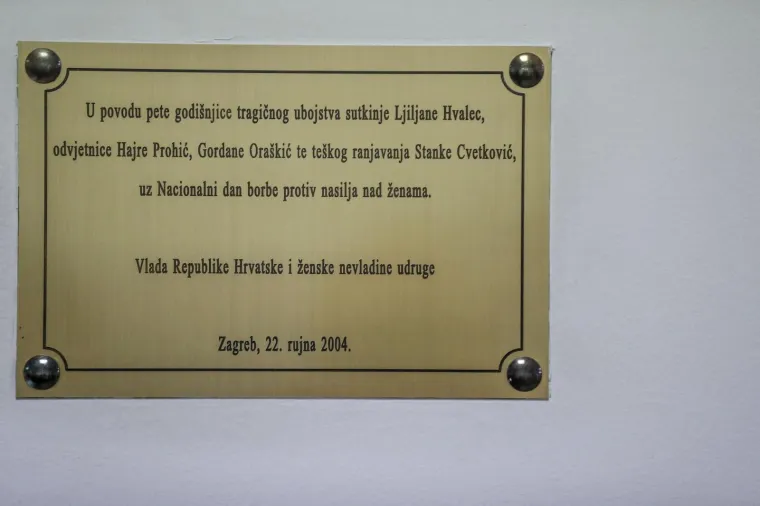 U povodu pete godišnjice tragičnog ubojstva sutkinje Ljiljane Hvalec,
odvjetnice Hajre Prohić, Gordane Oraškić te teškog ranjavanja Stanke Cvetković,
uz Nacionalni dan borbe protiv nasilja nad ženama.
Vlada Republike Hrvatske i ženske nevladine udruge
Zagreb, 22. rujna 2004.